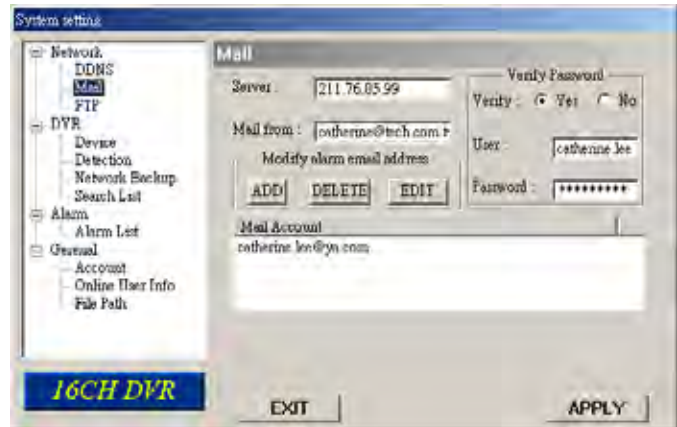 System setting
Network
DDNS
Mail
FTP
DVR
Device
Detection
Network Backup
Search List
Alarm
Alarm List
General
Account
Online User Info
File Path
16CH DVR
Mail
Server :
211.76.85.99
Mail from :
catherine@tech.com.t
Modify alarm email address
ADD DELETE EDIT
Verify Password
Verify : Yes No
User :
catherine.lee
Password : *********
Mail Account
catherine.lee@yn.com
EXIT
APPLY